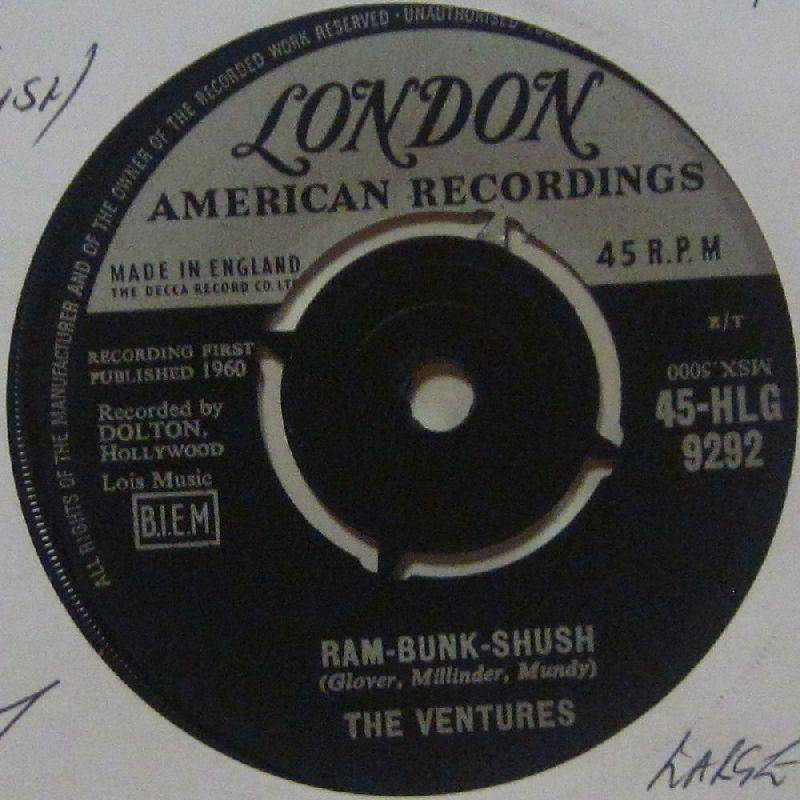 ALL RIGHTS OF THE MANUFACTURER AND OF THE OWNER OF THE RECORDED WORK RESERVED · UNAUTHORISED
LONDON
AMERICAN RECORDINGS
MADE IN ENGLAND
THE DECCA RECORD CO. LT
45 R.P.M
RECORDING FIRST
PUBLISHED 1960
Recorded by
DOLTON,
HOLLYWOOD
Lois Music
B.I.E.M
E/T
MSX.5000
45-HLG
9292
RAM-BUNK-SHUSH
(Glover, Millinder, Mundy)
THE VENTURES
LARGE